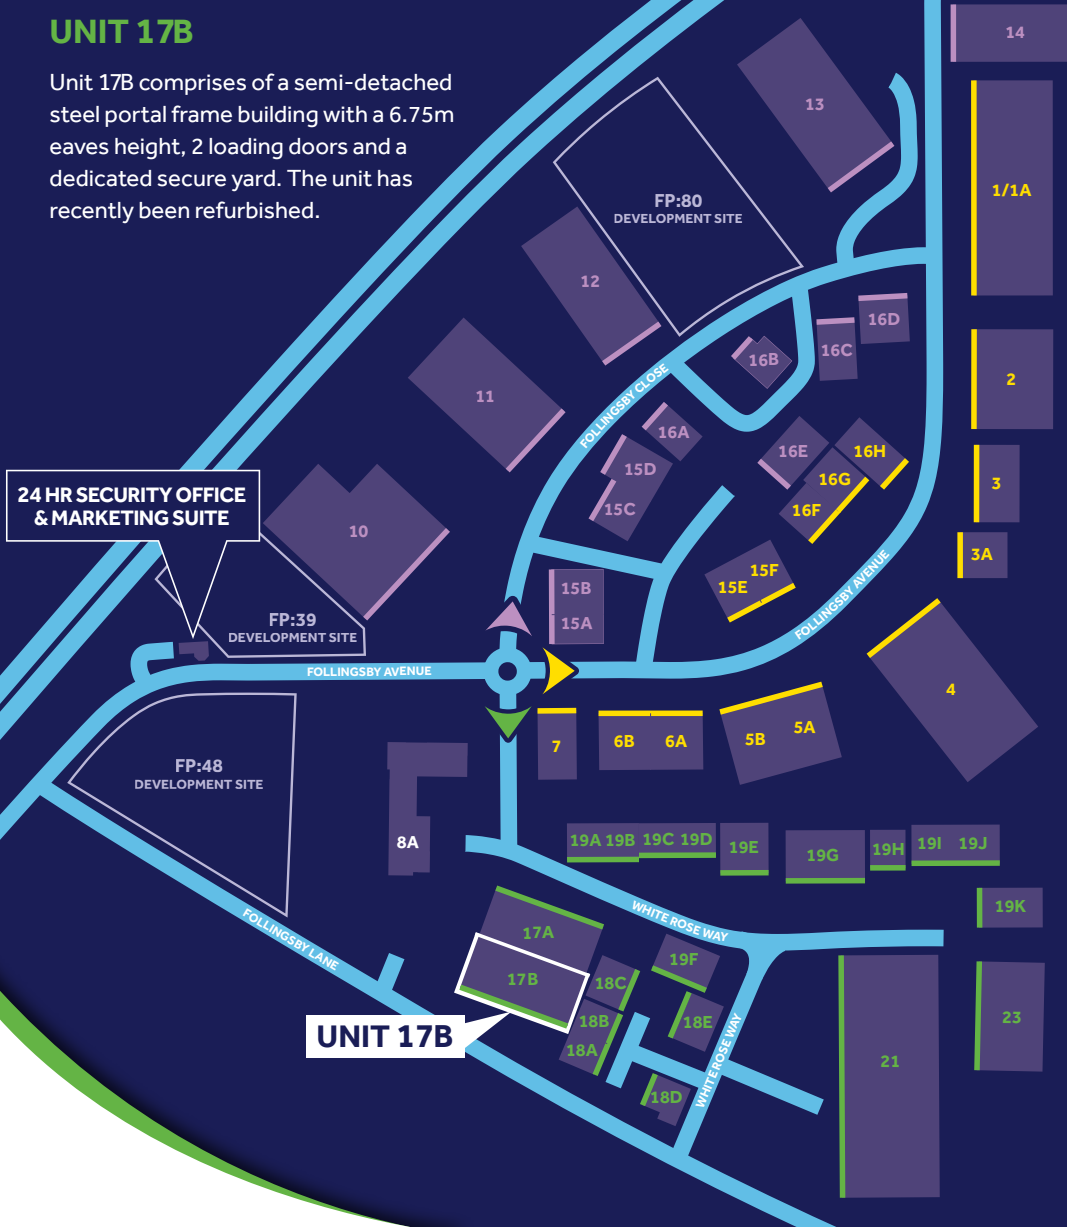 UNIT 17B
Unit 17B comprises of a semi-detached
steel portal frame building with a 6.75m
eaves height, 2 loading doors and a
dedicated secure yard. The unit has
recently been refurbished.
14
13
1/1A
FP:80
DEVELOPMENT SITE
12
16D
16C
16B
2
11
FOLLINGSBY CLOSE
16A
16E
16H
15D
16G
3
15C
16F
24 HR SECURITY OFFICE
& MARKETING SUITE
10
3A
15F
15E
15B
15A
FOLLINGSBY AVENUE
FP:39
DEVELOPMENT SITE
FOLLINGSBY AVENUE
4
7
6B
6A
5B
5A
FP:48
DEVELOPMENT SITE
8A
19A
19B
19C
19D
19E
19G
19H
19I
19J
19K
WHITE ROSE WAY
FOLLINGSBY LANE
17A
17B
19F
18C
18B
18E
18A
23
UNIT 17B
21
WHITE ROSE WAY
18D